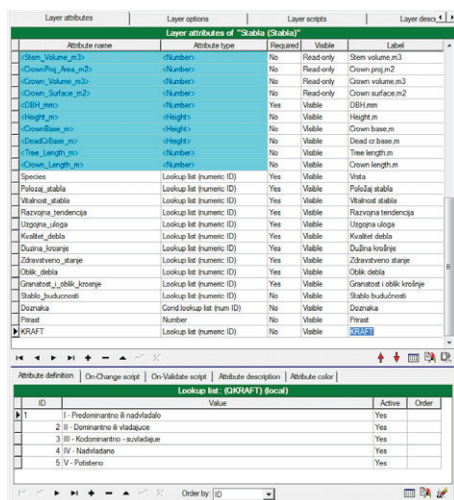 Layer attributes Layer options Layer scripts Layer descr
Layer attributes of "Stabla (Stabla)"
Attribute name Attribute type Required Visible Label
<Stem_Volume_m3> <Number> No Read-only Stem volume,m3
<CrownProj_Area_m2> <Number> No Read-only Crown proj,m2
<Crown_Volume_m3> <Number> No Read-only Crown volume,m3
<Crown_Surface_m2> <Number> No Read-only Crown surface,m2
<DBH_mm> <Number> Yes Visible DBH,mm
<Height_m> <Height> No Visible Height,m
<CrownBase_m> <Height> No Visible Crown base,m
<DeadCrBase_m> <Height> No Visible Dead cr.base,m
<Tree_Length_m> <Number> No Visible Tree length,m
<Crown_Length_m> <Number> No Visible Crown length,m
Species Lookup list (numeric ID) Yes Visible Vrsta
Polozaj_stabla Lookup list (numeric ID) Yes Visible Položaj stabla
Vitalnost_stabla Lookup list (numeric ID) Yes Visible Vitalnost stabla
Razvojna_tendencija Lookup list (numeric ID) Yes Visible Razvojna tendencija
Uzgojna_uloga Lookup list (numeric ID) Yes Visible Uzgojna uloga
Kvalitet_debla Lookup list (numeric ID) Yes Visible Kvalitet debla
Duzina_krosnje Lookup list (numeric ID) Yes Visible Dužina krošnje
Zdravstveno_stanje Lookup list (numeric ID) Yes Visible Zdravstveno stanje
Oblik_debla Lookup list (numeric ID) Yes Visible Oblik debla
Granatost_i_oblik_krosnje Lookup list (numeric ID) Yes Visible Granatost i oblik krošnje
Stablo_buducnosti Lookup list (numeric ID) No Visible Stablo budućnosti
Doznaka Cond lookup list (num ID) No Visible Doznaka
Prirast Number No Visible Prirast
KRAFT Lookup list (numeric ID) No Visible KRAFT
Attribute definition On-Change script On-Validate script Attribute description Attribute color
Lookup list: (QKRAFT) (local)
ID Value Active Order
1 I - Predominantno ili nadvladalo Yes
2 II - Dominantno ili vladajuce Yes
3 III - Kodominantno - suvladajue Yes
4 IV - Nadvladano Yes
5 V - Potisteno Yes
Order by: ID